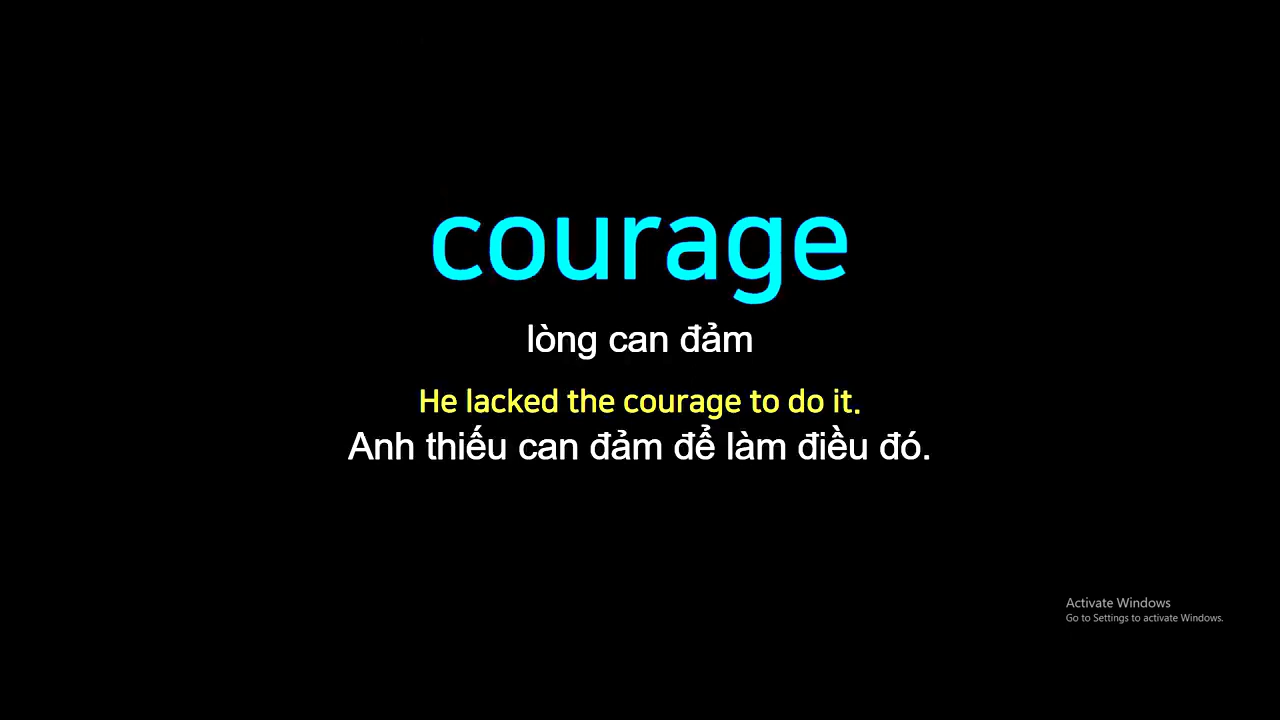 courage
lòng can đảm
He lacked the courage to do it.
Anh thiếu can đảm để làm điều đó.
Activate Windows
Go to Settings to activate Windows.